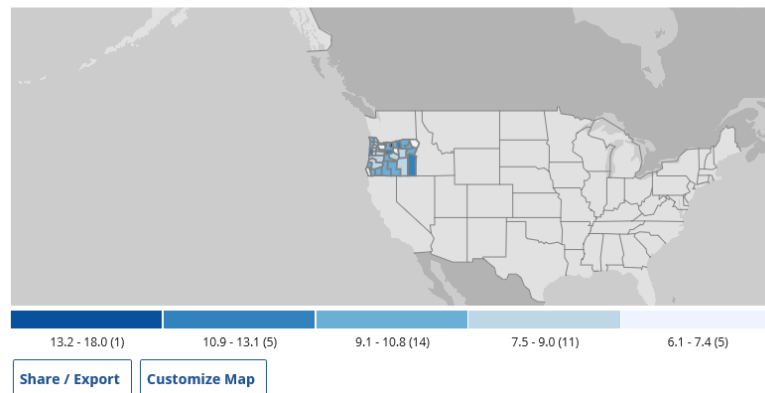 13.2 - 18.0 (1) 10.9 - 13.1 (5) 9.1 - 10.8 (14) 7.5 - 9.0 (11) 6.1 - 7.4 (5)
Share / Export Customize Map